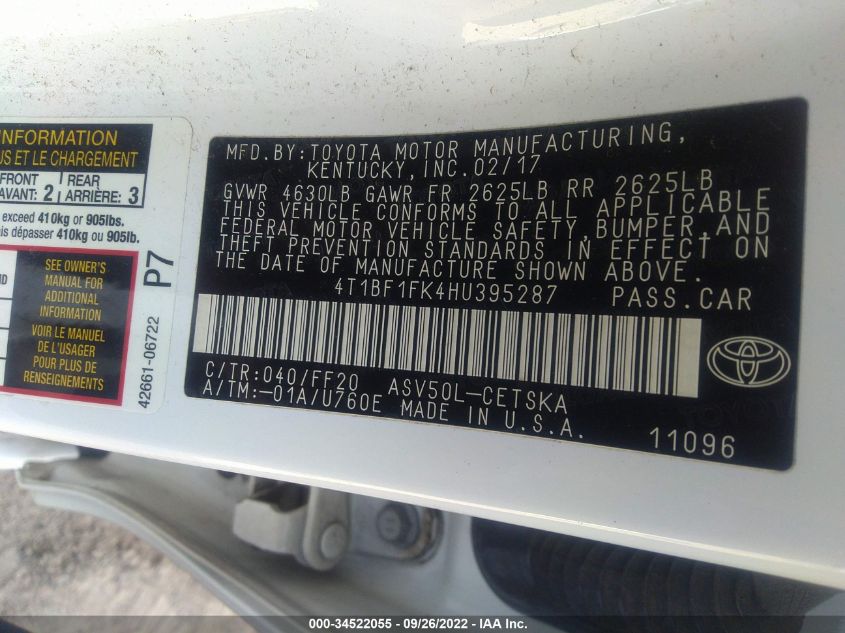 INFORMATION
US ET LE CHARGEMENT
FRONT
AVANT: 2
REAR
ARRIÈRE: 3
exceed 410kg or 905lbs.
dépasser 410kg ou 905lb.
SEE OWNER'S
MANUAL FOR
ADDITIONAL
INFORMATION
VOIR LE MANUEL
DE L'USAGER
POUR PLUS DE
RENSEIGNEMENTS
P7
42661-06722
MFD.BY:TOYOTA MOTOR MANUFACTURING,
KENTUCKY,INC.02/17
GVWR 4630LB GAWR FR 2625LB RR 2625LB
THIS VEHICLE CONFORMS TO ALL APPLICABLE
FEDERAL MOTOR VEHICLE SAFETY,BUMPER,AND
THEFT PREVENTION STANDARDS IN EFFECT ON
THE DATE OF MANUFACTURE SHOWN ABOVE.
4T1BF1FK4HU395287 PASS.CAR
C/TR:040/FF20 ASV50L-CETSKA
A/TM:-01A/U760E MADE IN U.S.A.
11096
000-34522055 - 09/26/2022 - IAA Inc.